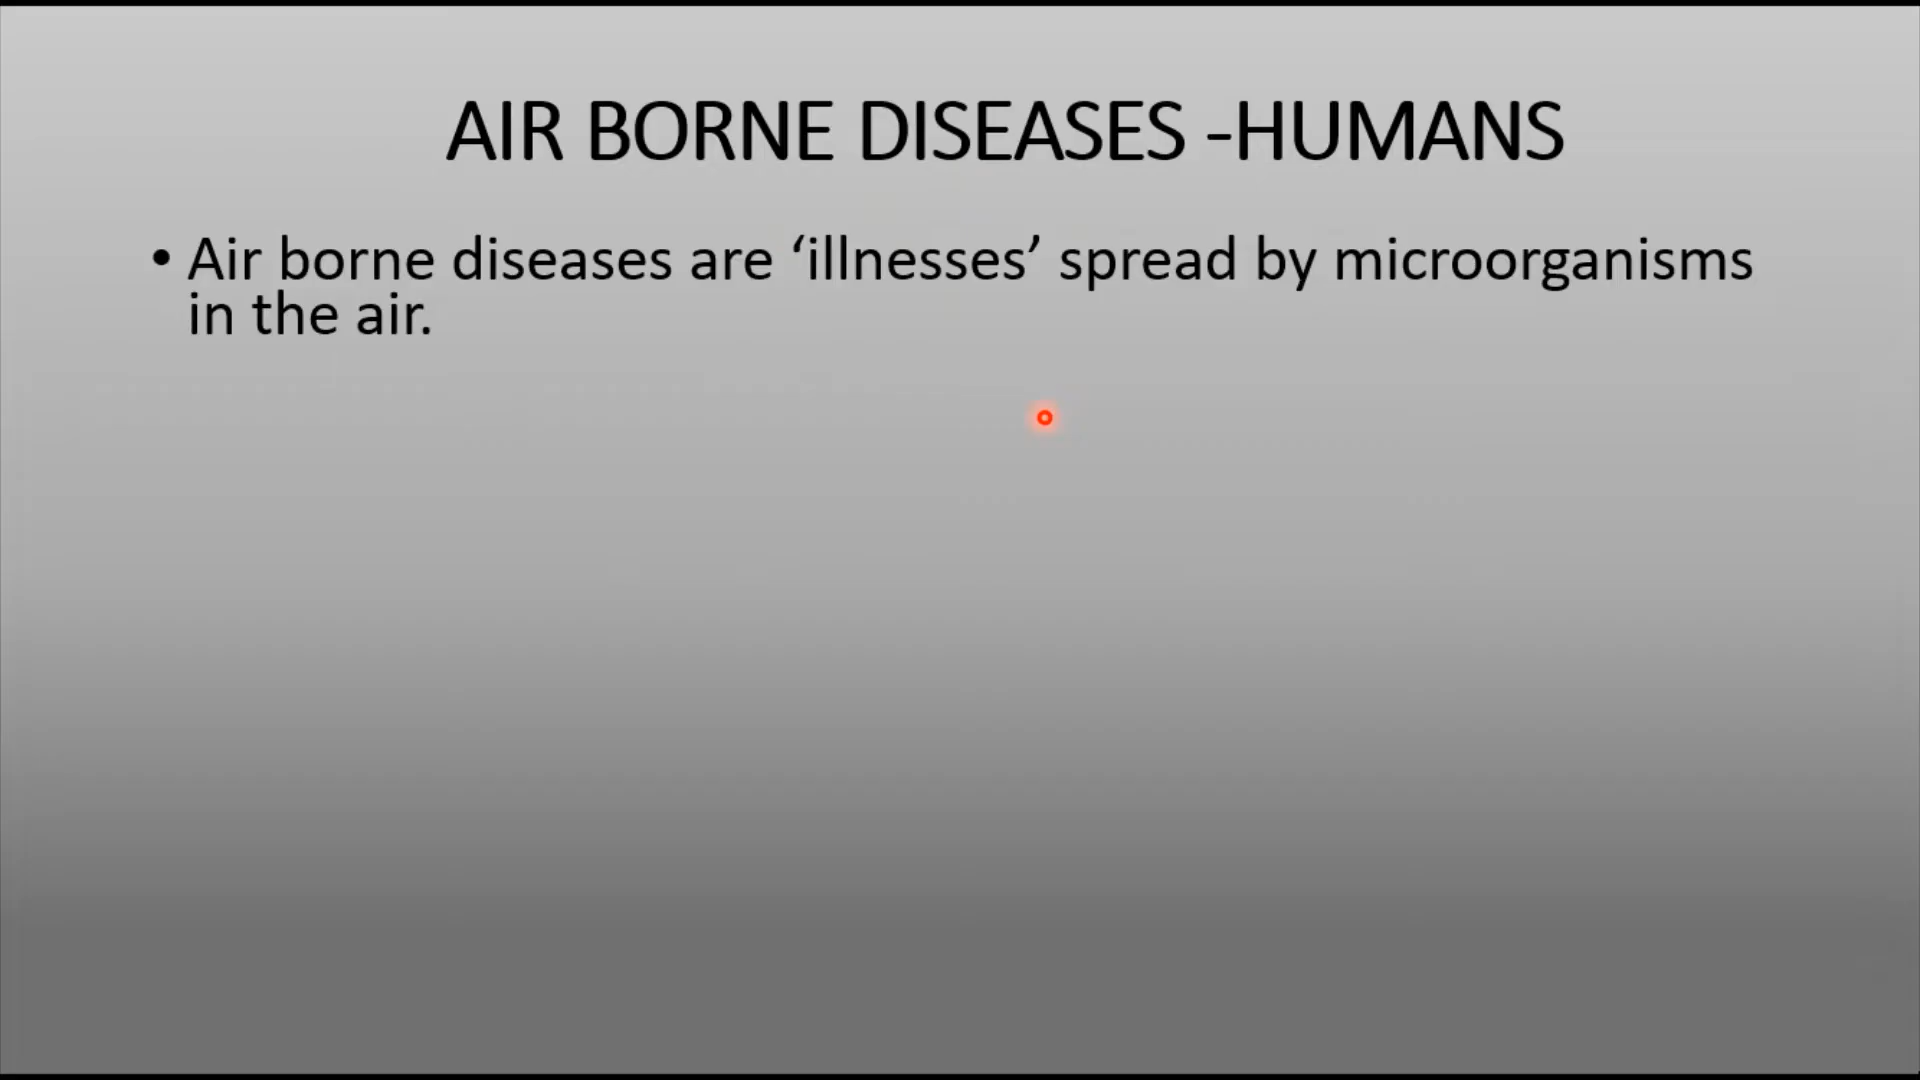 AIR BORNE DISEASES -HUMANS
• Air borne diseases are ‘illnesses’ spread by microorganisms
in the air.